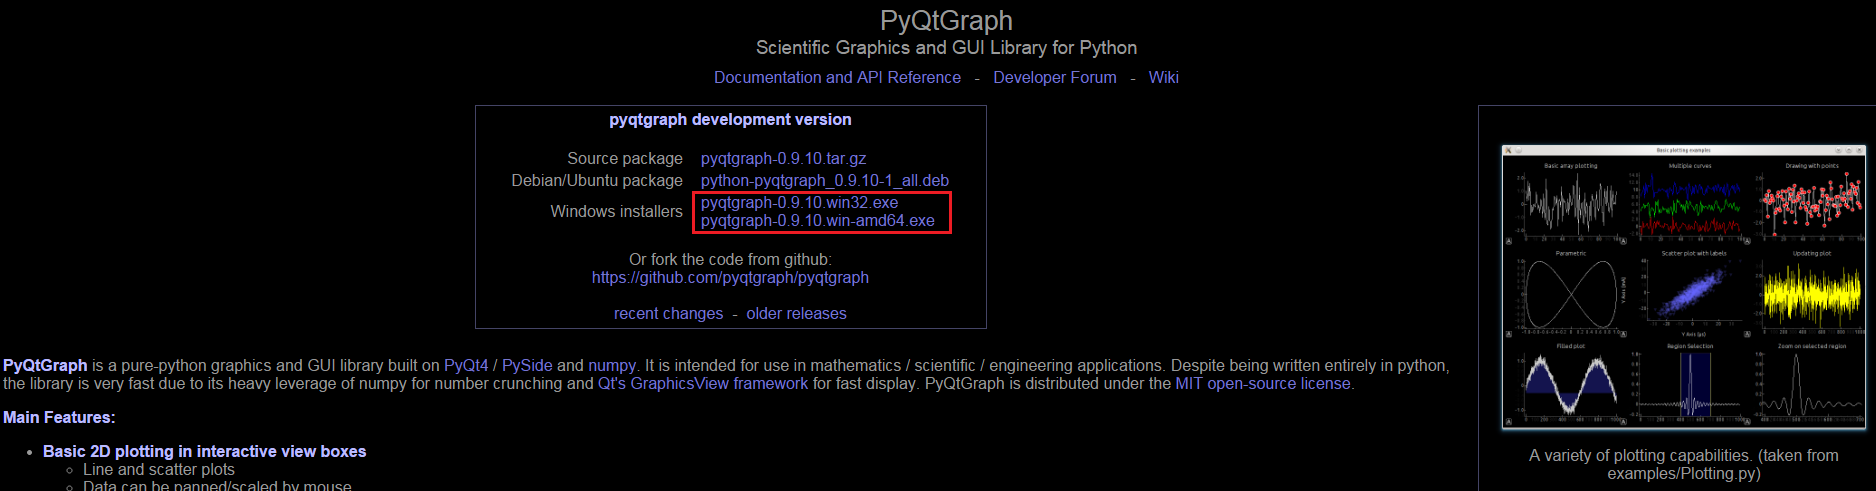 PyQtGraph
Scientific Graphics and GUI Library for Python
Documentation and API Reference - Developer Forum - Wiki
pyqtgraph development version
Source package pyqtgraph-0.9.10.tar.gz
Debian/Ubuntu package python-pyqtgraph_0.9.10-1_all.deb
Windows installers pyqtgraph-0.9.10.win32.exe
pyqtgraph-0.9.10.win-amd64.exe
Or fork the code from github:
https://github.com/pyqtgraph/pyqtgraph
recent changes - older releases
PyQtGraph is a pure-python graphics and GUI library built on PyQt4 / PySide and numpy. It is intended for use in mathematics / scientific / engineering applications. Despite being written entirely in python,
the library is very fast due to its heavy leverage of numpy for number crunching and Qt's GraphicsView framework for fast display. PyQtGraph is distributed under the MIT open-source license.
Main Features:
• Basic 2D plotting in interactive view boxes
◦ Line and scatter plots
◦ Data can be panned/scaled by mouse
Basic plotting examples
Basic array plotting Multiple curves Drawing with points
Parametric Scatter plot with labels Updating plot
Filled plot Region Selection Zoom on selected region
A variety of plotting capabilities. (taken from
examples/Plotting.py)